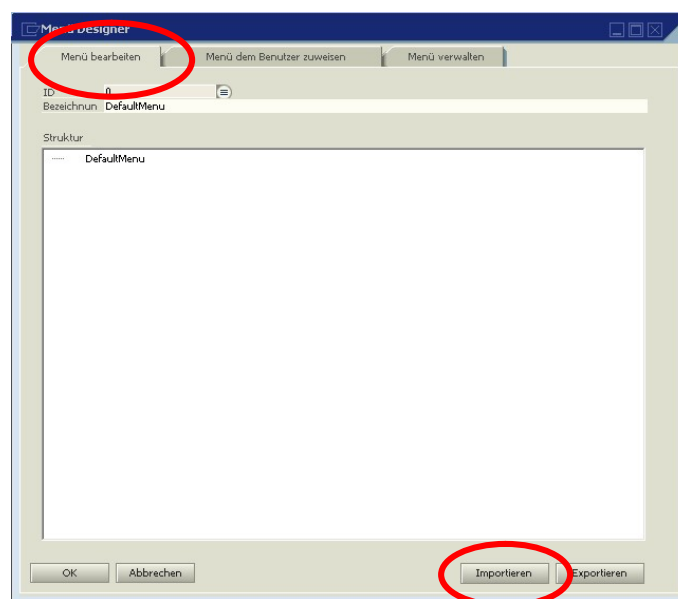 Menü Designer
Menü bearbeiten Menü dem Benutzer zuweisen Menü verwalten
ID 0
Bezeichnun DefaultMenu
Struktur
DefaultMenu
OK Abbrechen Importieren Exportieren